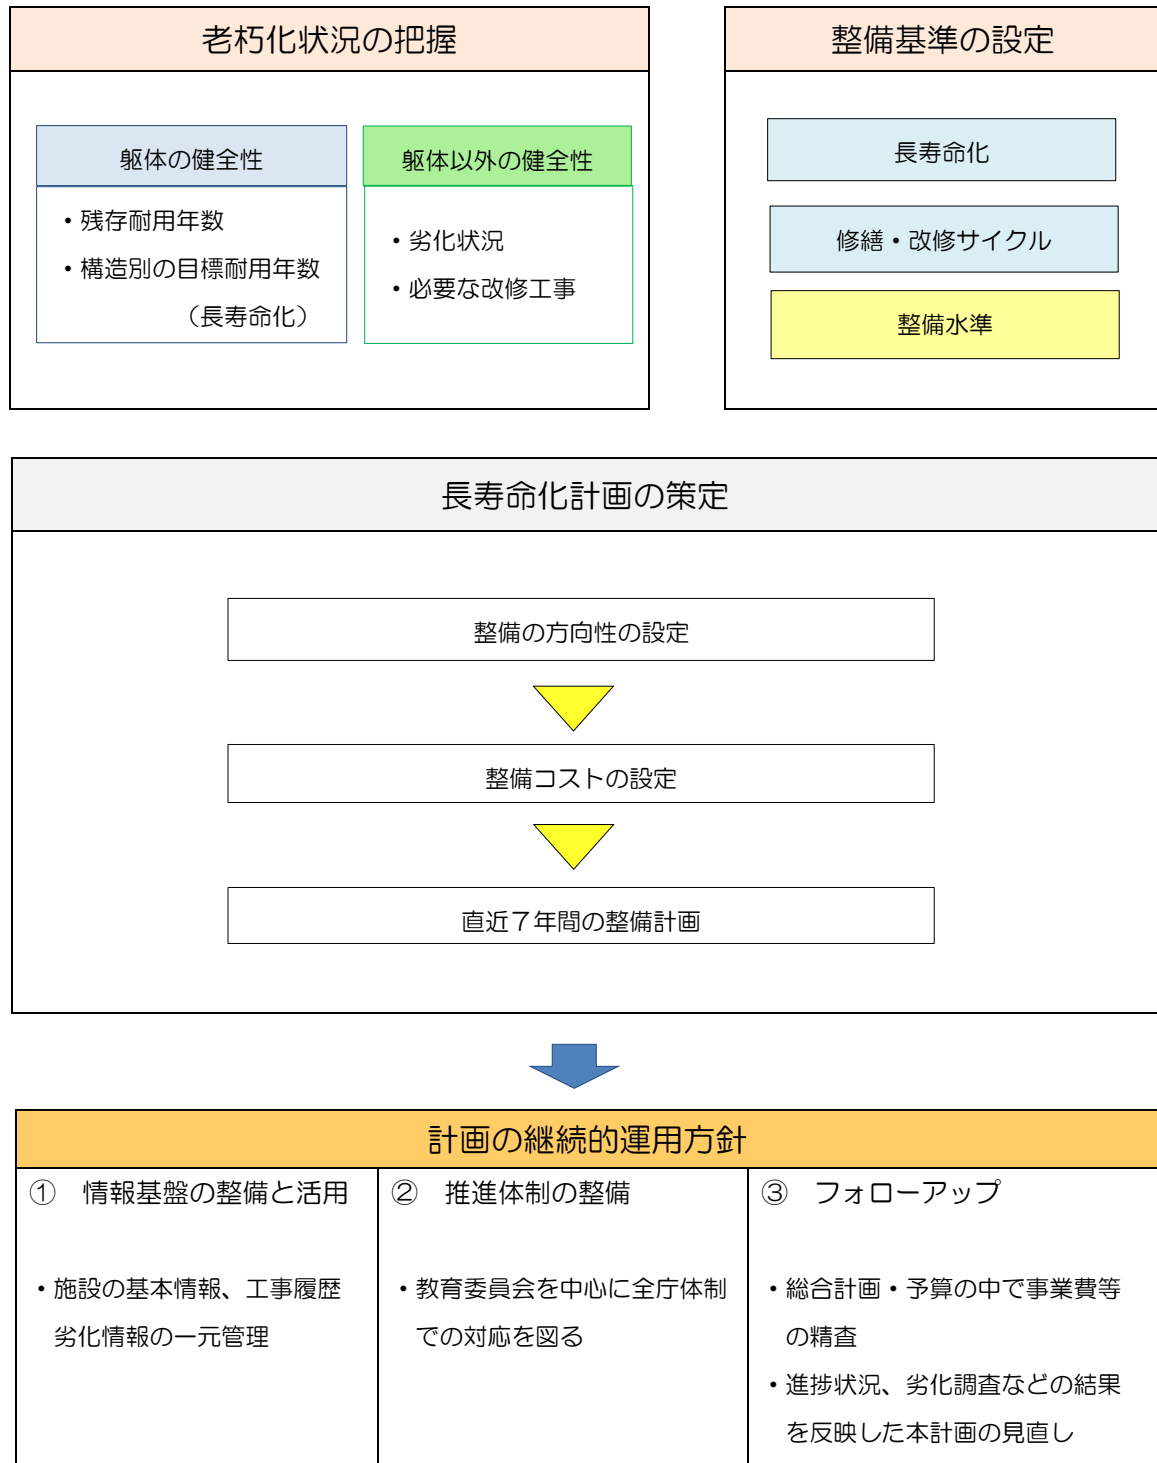 老朽化状況の把握
躯体の健全性
・残存耐用年数
・構造別の目標耐用年数
（長寿命化）
躯体以外の健全性
・劣化状況
・必要な改修工事
整備基準の設定
長寿命化
修繕・改修サイクル
整備水準
長寿命化計画の策定
整備の方向性の設定
整備コストの設定
直近７年間の整備計画
計画の継続的運用方針
①　情報基盤の整備と活用
・施設の基本情報、工事履歴
劣化情報の一元管理
②　推進体制の整備
・教育委員会を中心に全庁体制
での対応を図る
③　フォローアップ
・総合計画・予算の中で事業費等
の精査
・進捗状況、劣化調査などの結果
を反映した本計画の見直し